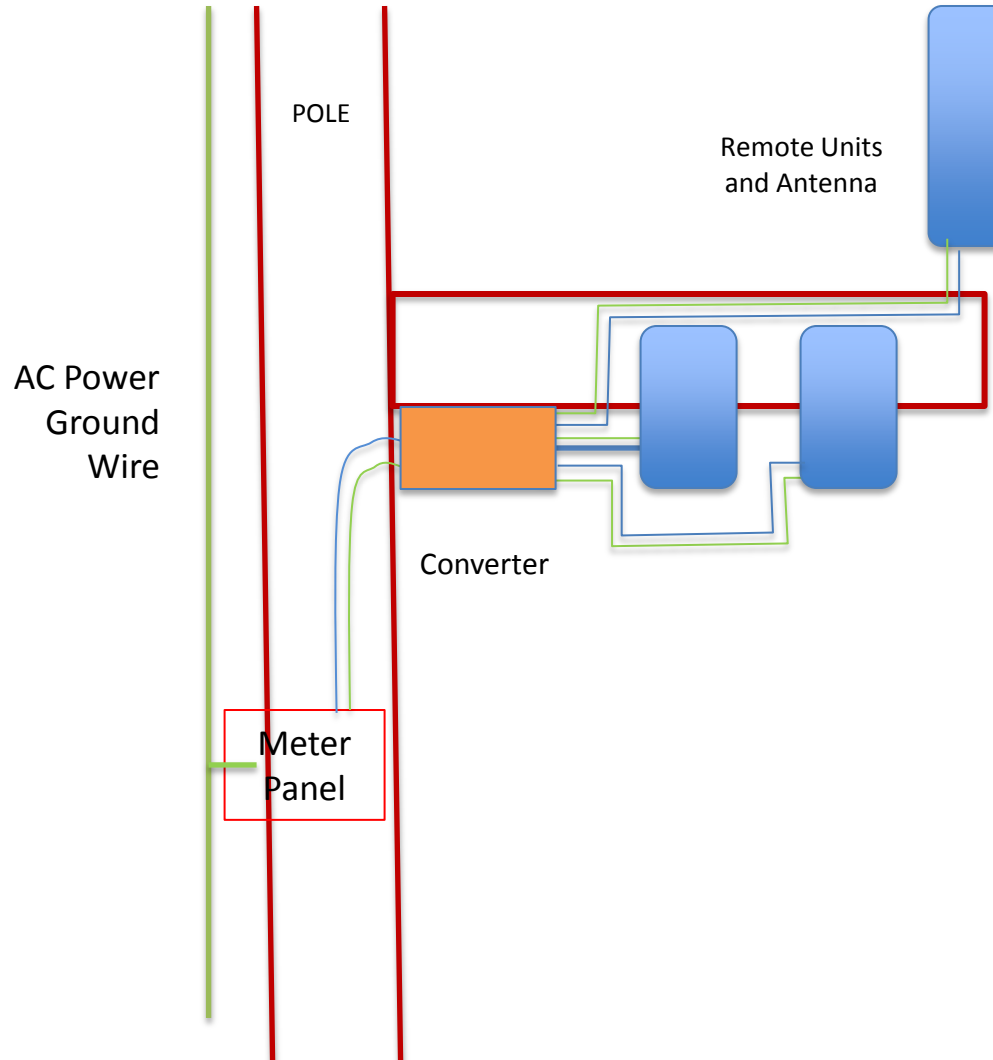 POLE
Remote Units
and Antenna
AC Power
Ground
Wire
Converter
Meter
Panel